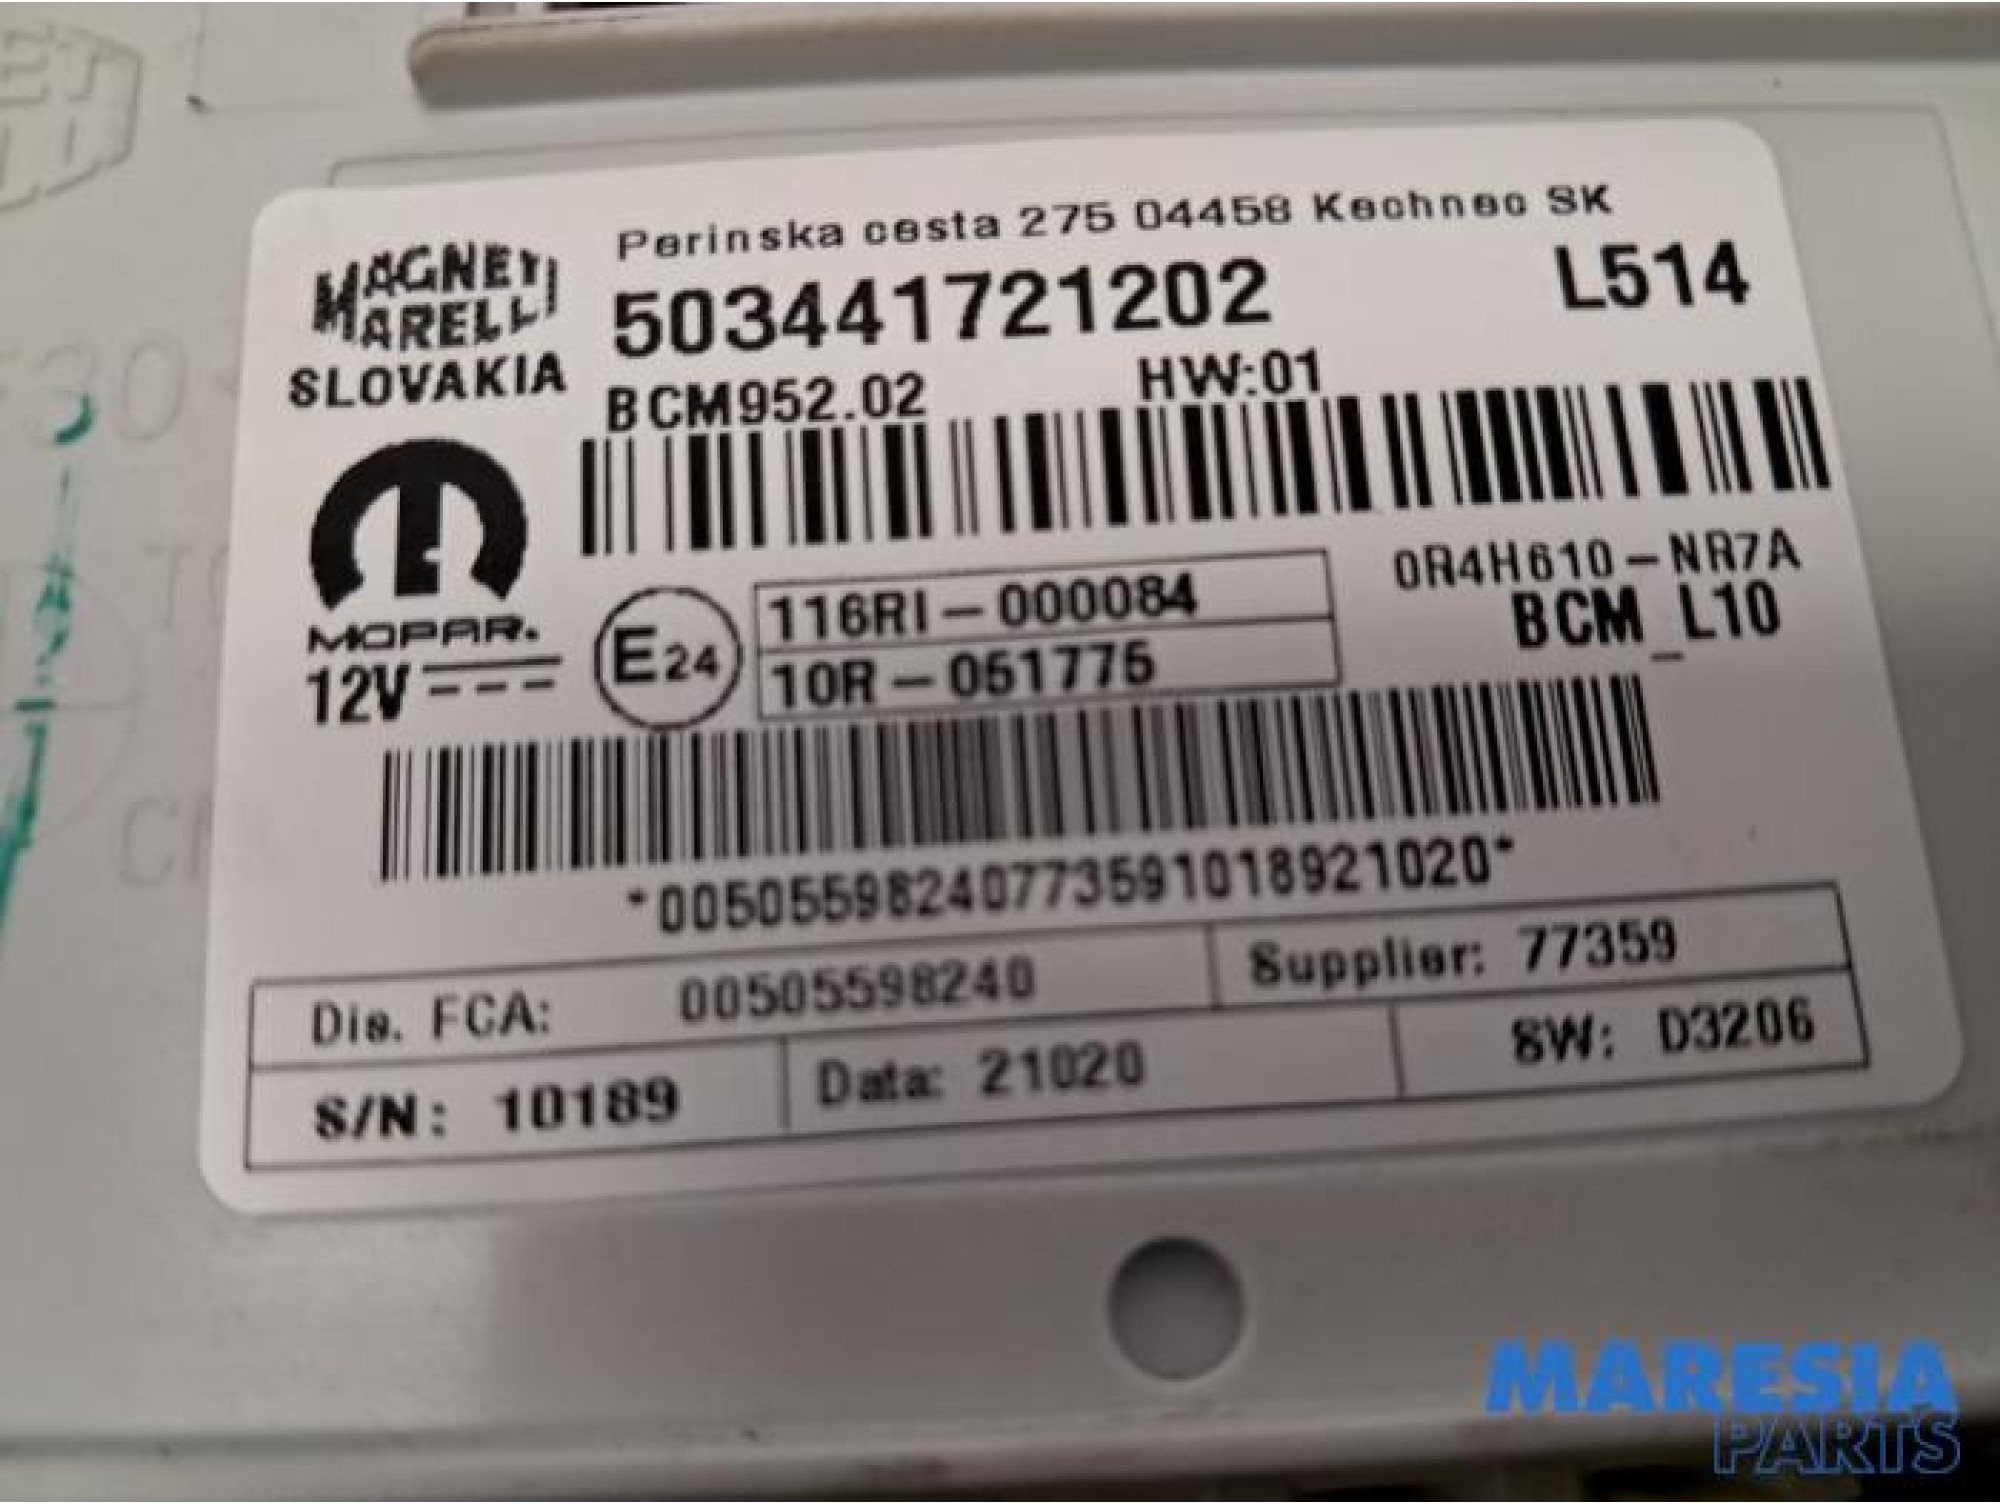 Perinska cesta 275 04458 Kechnec SK
MAGNETI
MARELLI
SLOVAKIA
503441721202 L514
BCM952.02 HW:01
0R4H610-NR7A
BCM_L10
MOPAR.
12V
E24
116RI-000084
10R-051775
*00505598240773591018921020*
Dis. FCA: 00505598240 Supplier: 77359
S/N: 10189 Data: 21020 SW: D3206
MARESIA
PARTS